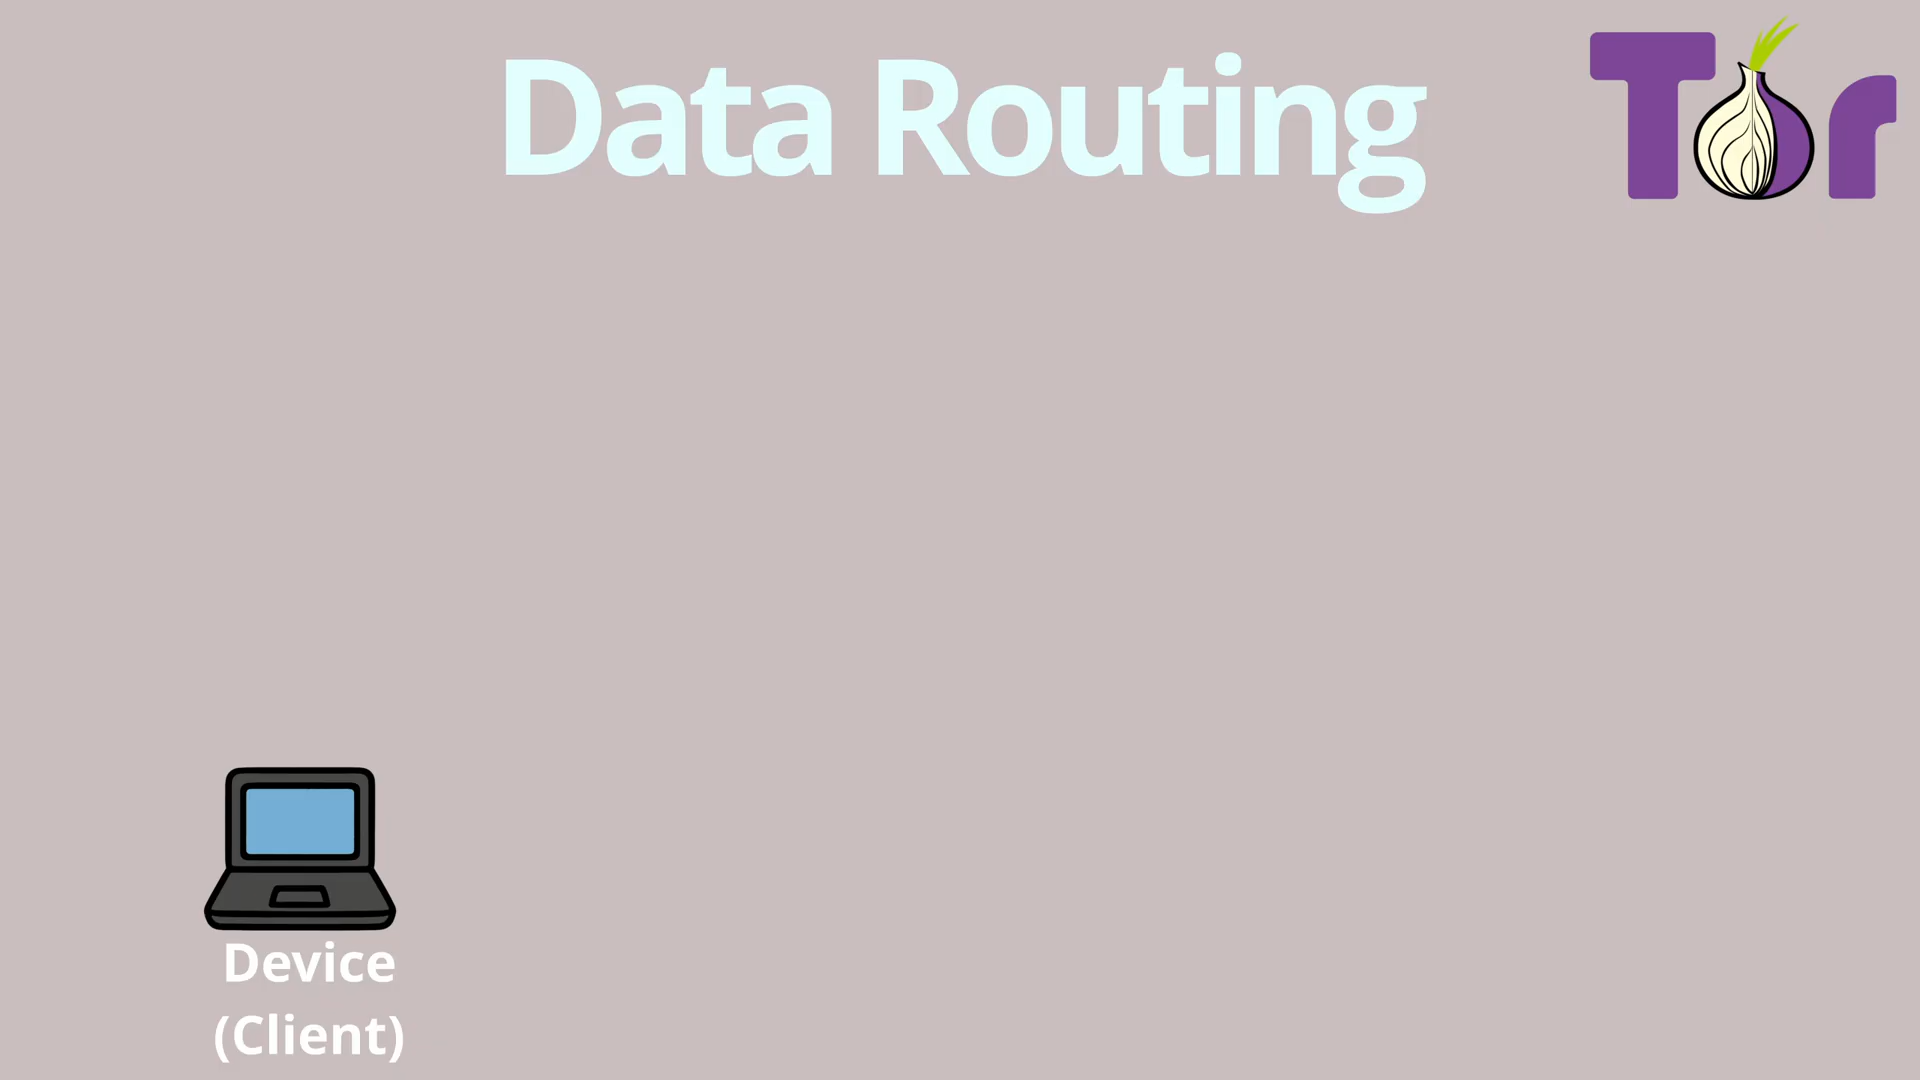 Data Routing
Tor
Device
(Client)